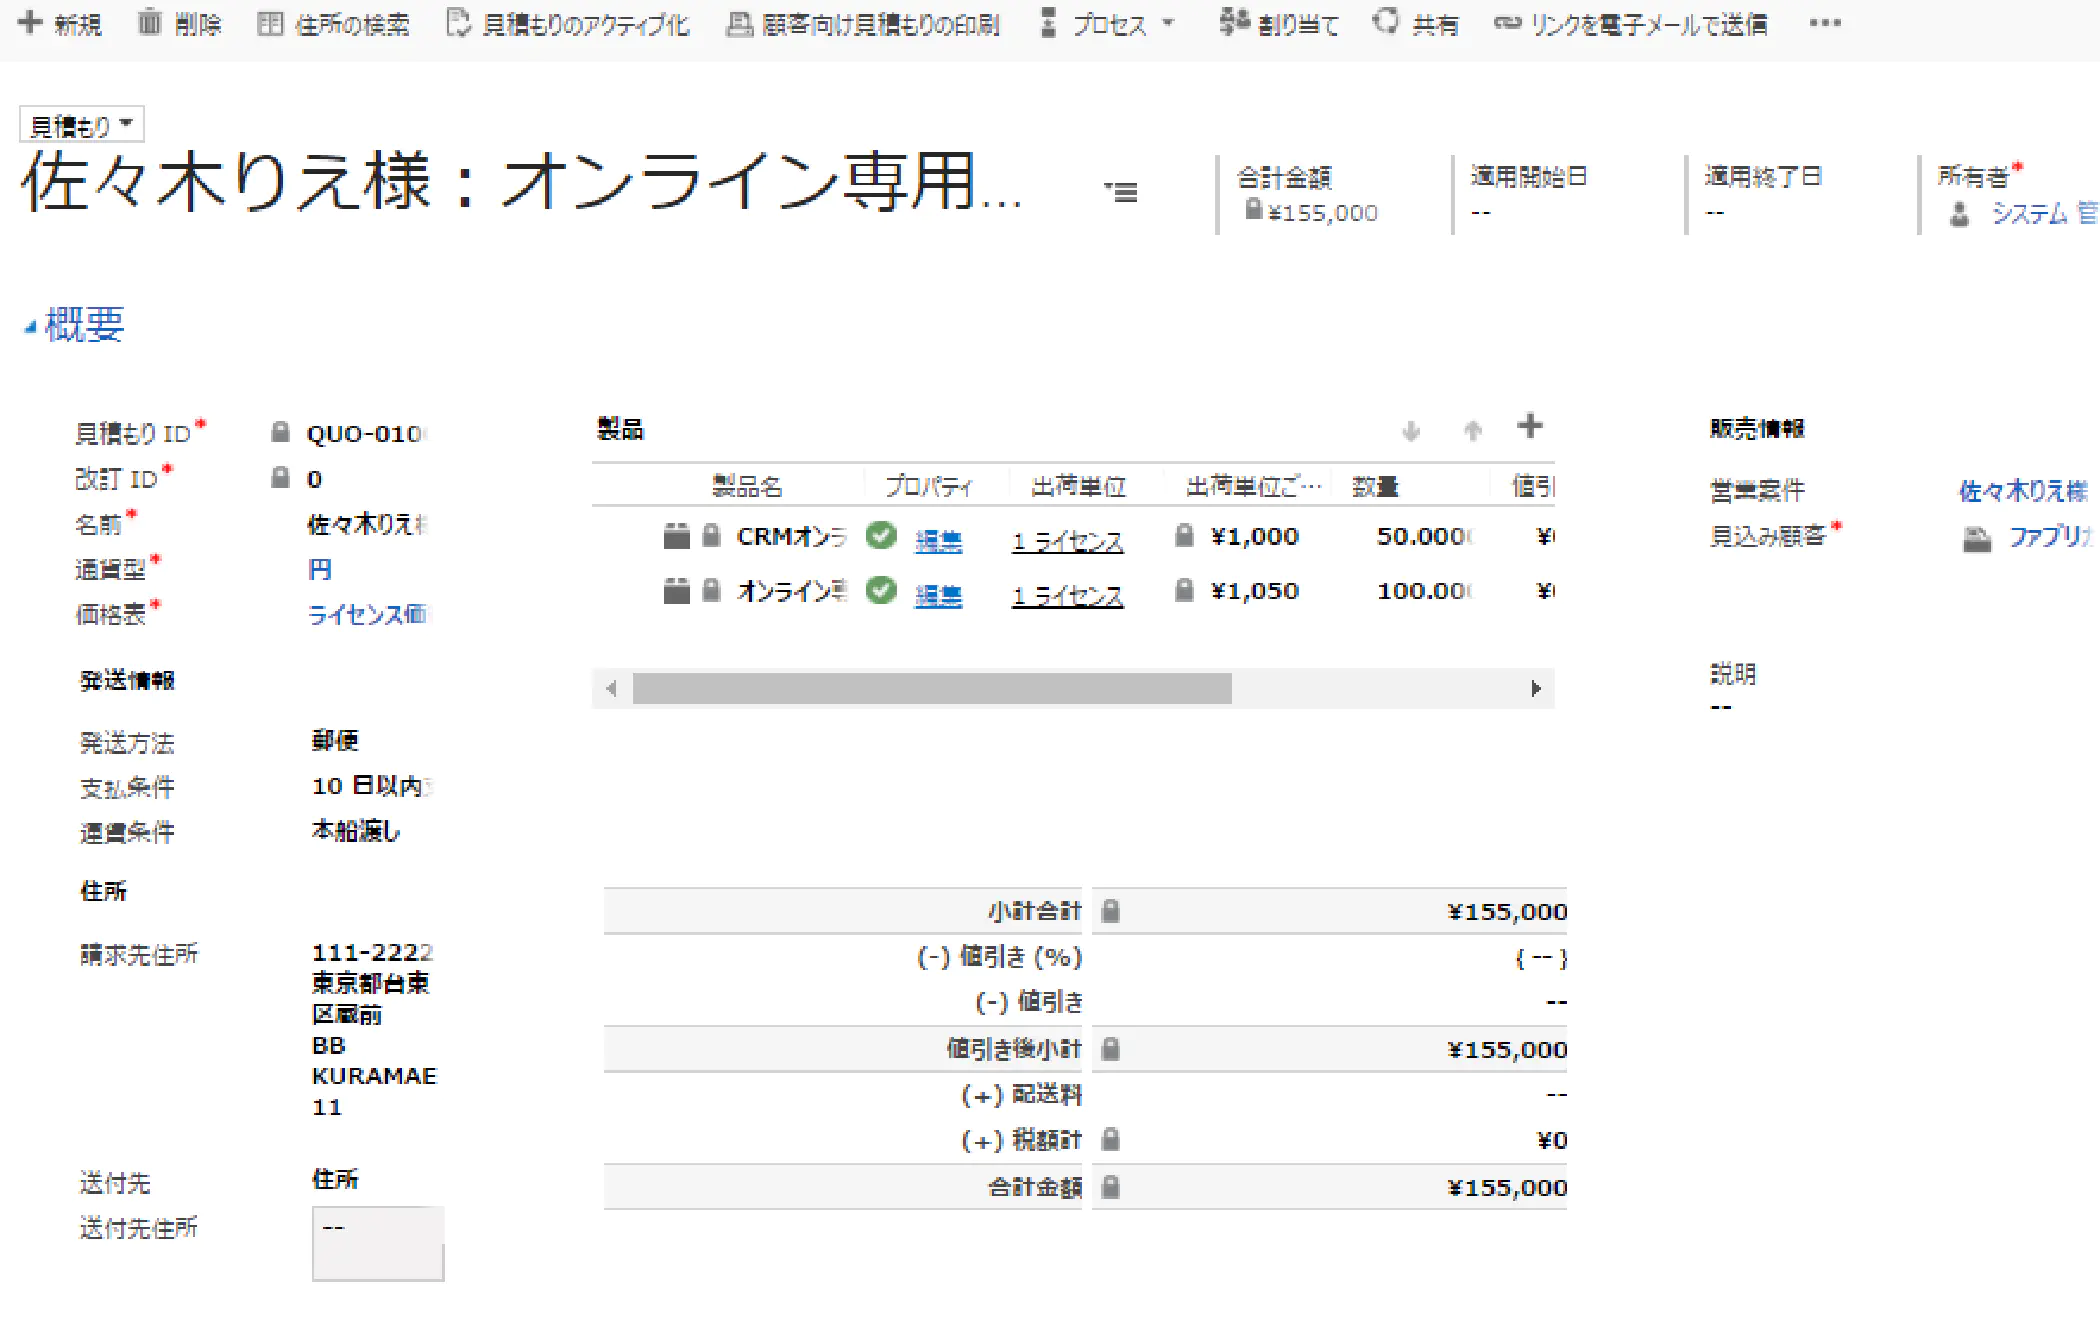 新規 削除 住所の検索 見積もりのアクティブ化 顧客向け見積もりの印刷 プロセス 割り当て 共有 リンクを電子メールで送信 •••
見積もり
佐々木りえ様：オンライン専用...
合計金額 適用開始日 適用終了日 所有者*
¥155,000 -- -- システム 管
概要
見積もり ID* QUO-010
改訂 ID* 0
名前* 佐々木りえ
通貨型* 円
価格表* ライセンス価
製品
製品名 プロパティ 出荷単位 出荷単位ご… 数量 値引
CRMオンラ 編集 1 ライセンス ¥1,000 50.000
オンライン専 編集 1 ライセンス ¥1,050 100.00
販売情報
営業案件 佐々木りえ様
見込み顧客* ファブリカ
説明
--
発送情報
発送方法 郵便
支払条件 10 日以内
運賃条件 本船渡し
住所
請求先住所 111-2222
東京都台東
区蔵前
BB
KURAMAE
11
送付先 住所
送付先住所 --
小計合計 ¥155,000
(-) 値引き (%) { -- }
(-) 値引き --
値引き後小計 ¥155,000
(+) 配送料 --
(+) 税額計 ¥0
合計金額 ¥155,000